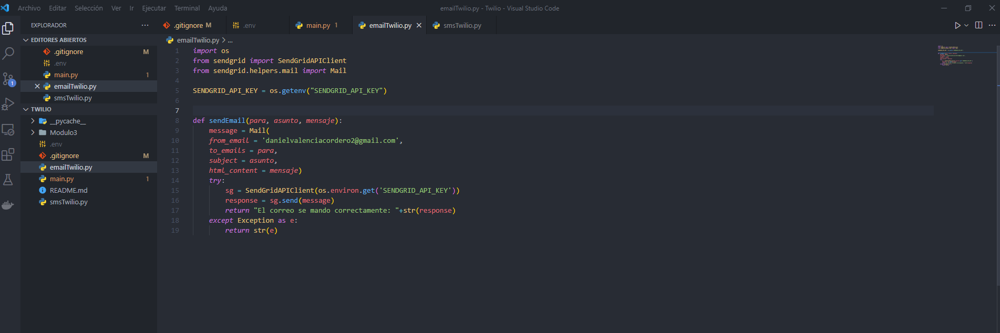 Archivo Editar Selección Ver Ir Ejecutar Terminal Ayuda
emailTwilio.py - Twilio - Visual Studio Code
EXPLORADOR ...
EDITORES ABIERTOS
.gitignore M
.env
main.py 1
emailTwilio.py
smsTwilio.py
TWILIO
__pycache__
Modulo3
.env
.gitignore M
emailTwilio.py
main.py 1
README.md
smsTwilio.py
1
.gitignore M .env main.py 1 emailTwilio.py smsTwilio.py
emailTwilio.py > ...
1 import os
2 from sendgrid import SendGridAPIClient
3 from sendgrid.helpers.mail import Mail
4
5 SENDGRID_API_KEY = os.getenv("SENDGRID_API_KEY")
6
7
8 def sendEmail(para, asunto, mensaje):
9 message = Mail(
10 from_email = 'danielvalenciacordero2@gmail.com',
11 to_emails = para,
12 subject = asunto,
13 html_content = mensaje)
14 try:
15 sg = SendGridAPIClient(os.environ.get('SENDGRID_API_KEY'))
16 response = sg.send(message)
17 return "El correo se mando correctamente: "+str(response)
18 except Exception as e:
19 return str(e)